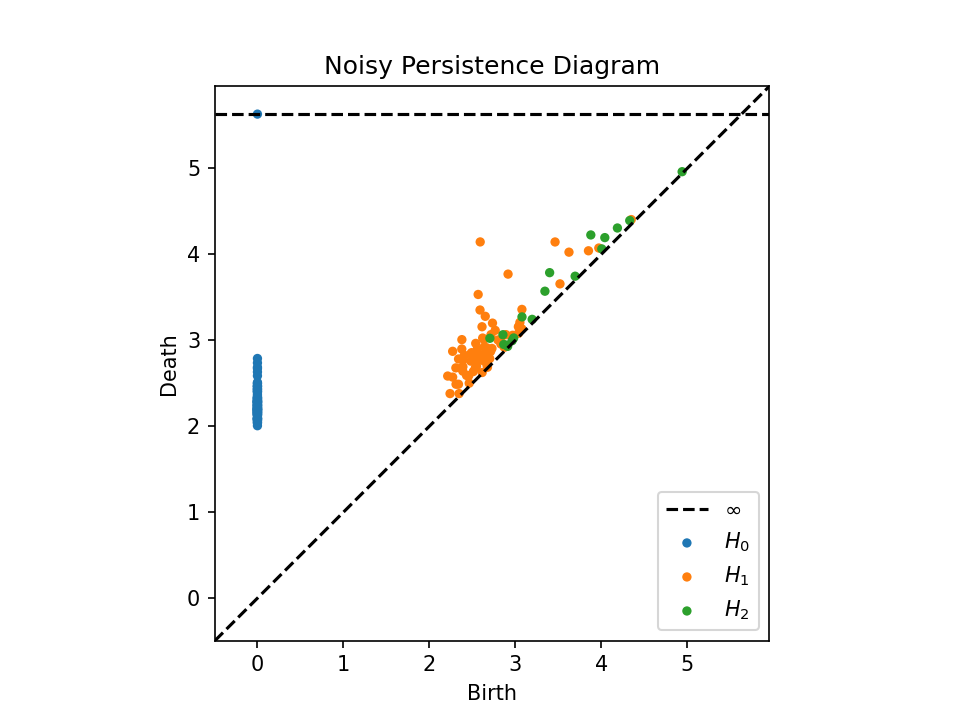 Noisy Persistence Diagram
Death
5
4
3
2
1
0
0 1 2 3 4 5
Birth
∞
H₀
H₁
H₂